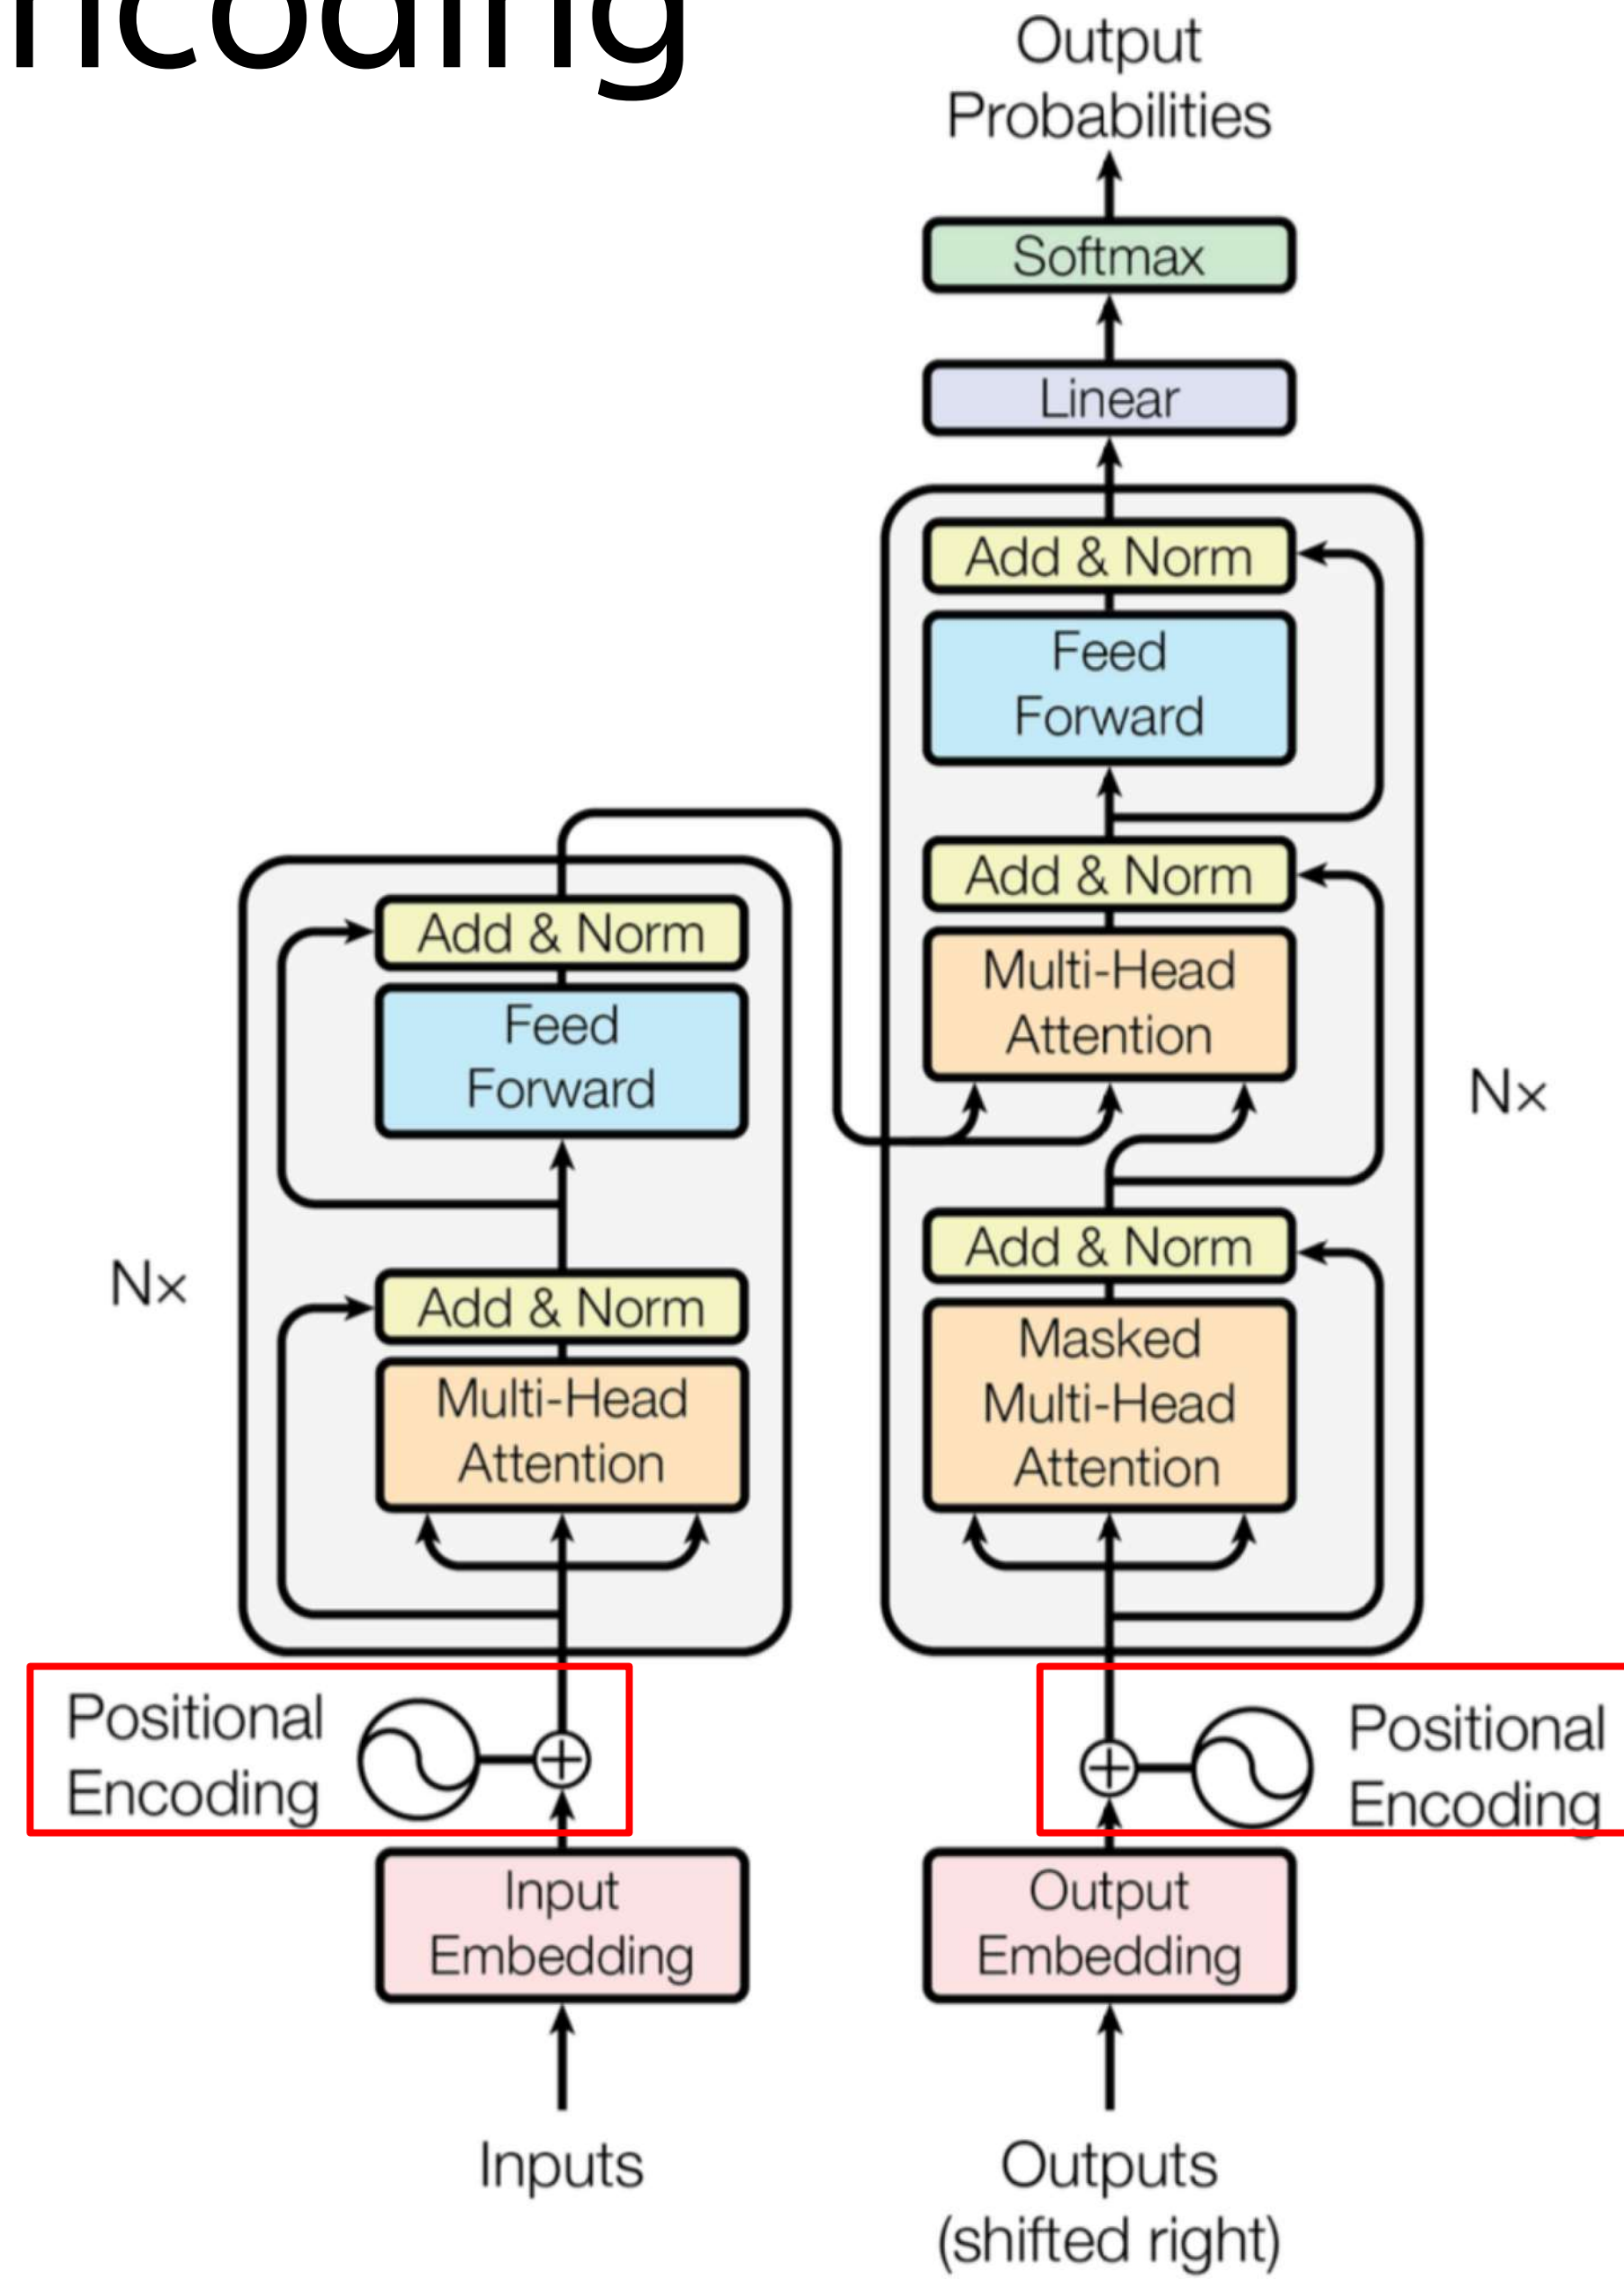 ncoding
Output
Probabilities
Softmax
Linear
Add & Norm
Feed
Forward
Add & Norm
Multi-Head
Attention
Nx
Add & Norm
Masked
Multi-Head
Attention
Add & Norm
Feed
Forward
Nx
Add & Norm
Multi-Head
Attention
Positional
Encoding
Positional
Encoding
Input
Embedding
Output
Embedding
Inputs
Outputs
(shifted right)